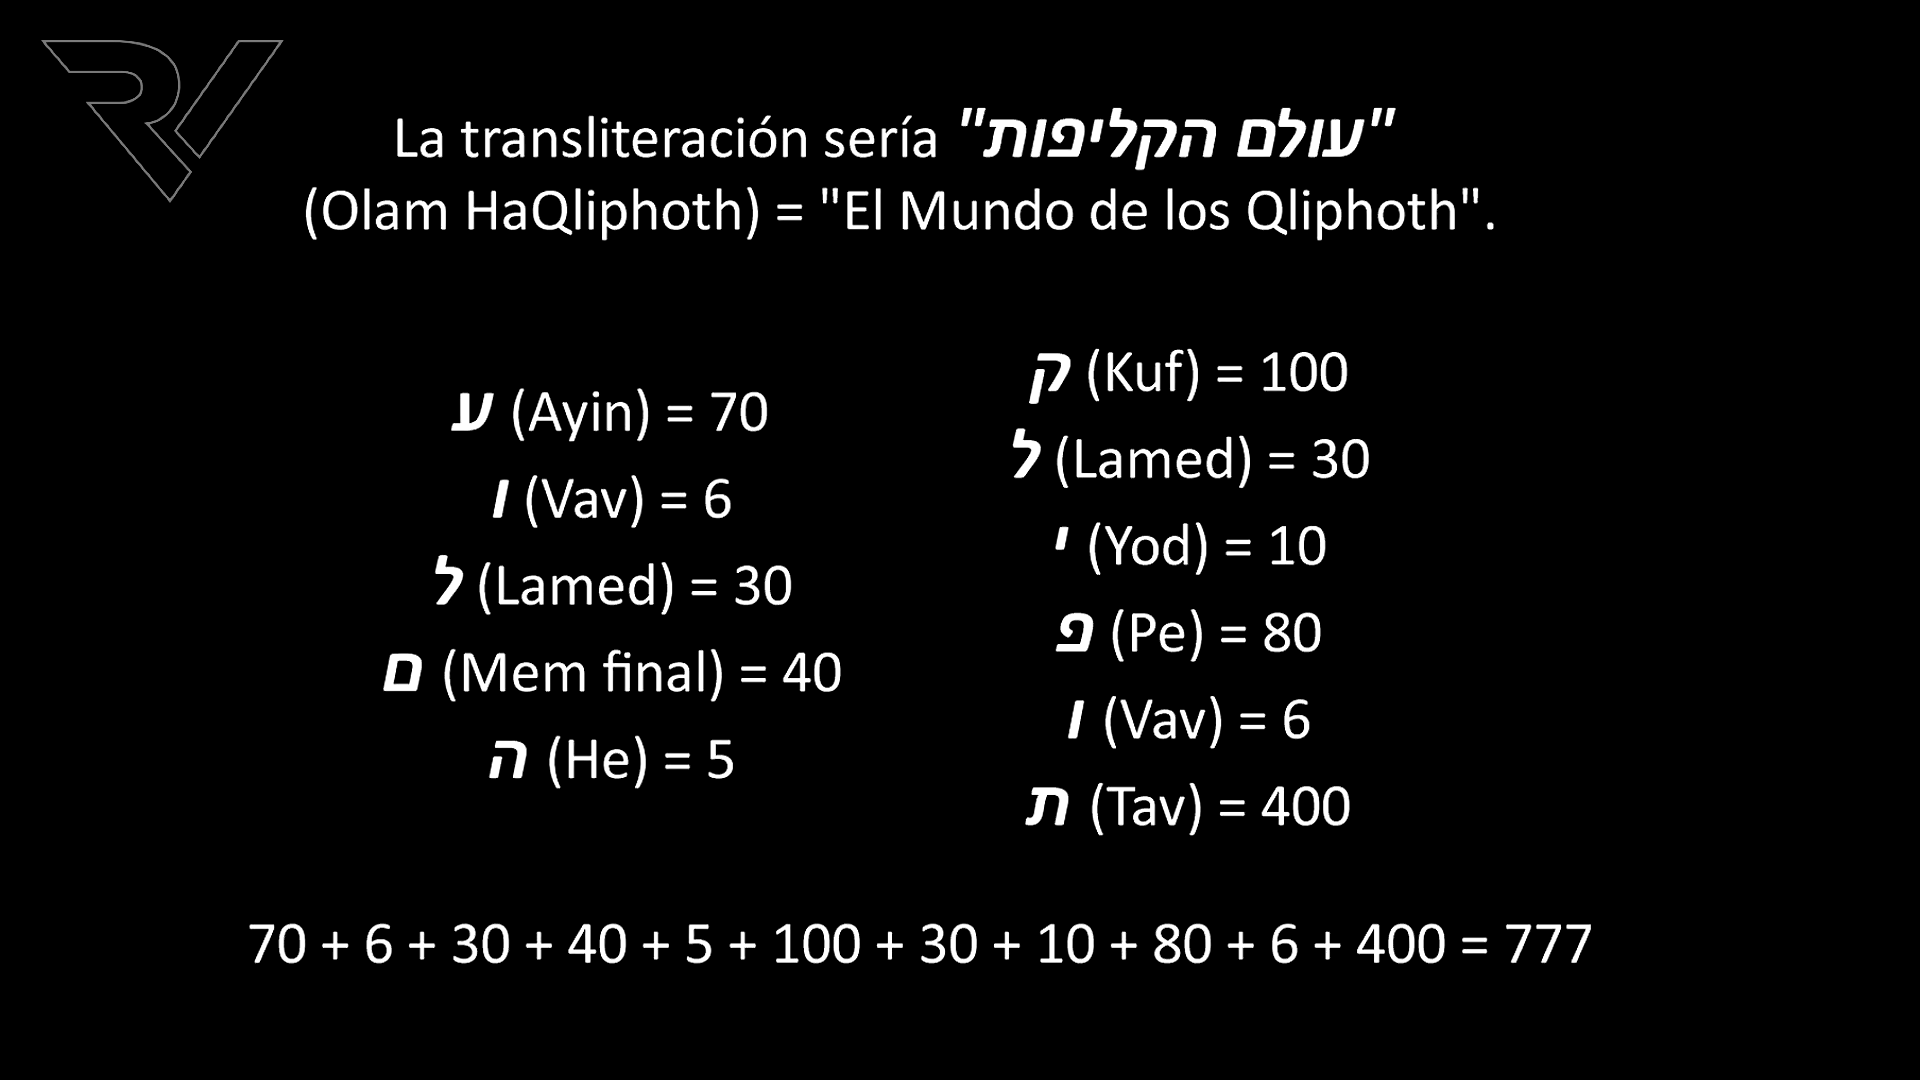 La transliteración sería "עולם הקליפות"
(Olam HaQliphoth) = "El Mundo de los Qliphoth".
ע (Ayin) = 70
ו (Vav) = 6
ל (Lamed) = 30
ם (Mem final) = 40
ה (He) = 5
ק (Kuf) = 100
ל (Lamed) = 30
י (Yod) = 10
פ (Pe) = 80
ו (Vav) = 6
ת (Tav) = 400
70 + 6 + 30 + 40 + 5 + 100 + 30 + 10 + 80 + 6 + 400 = 777